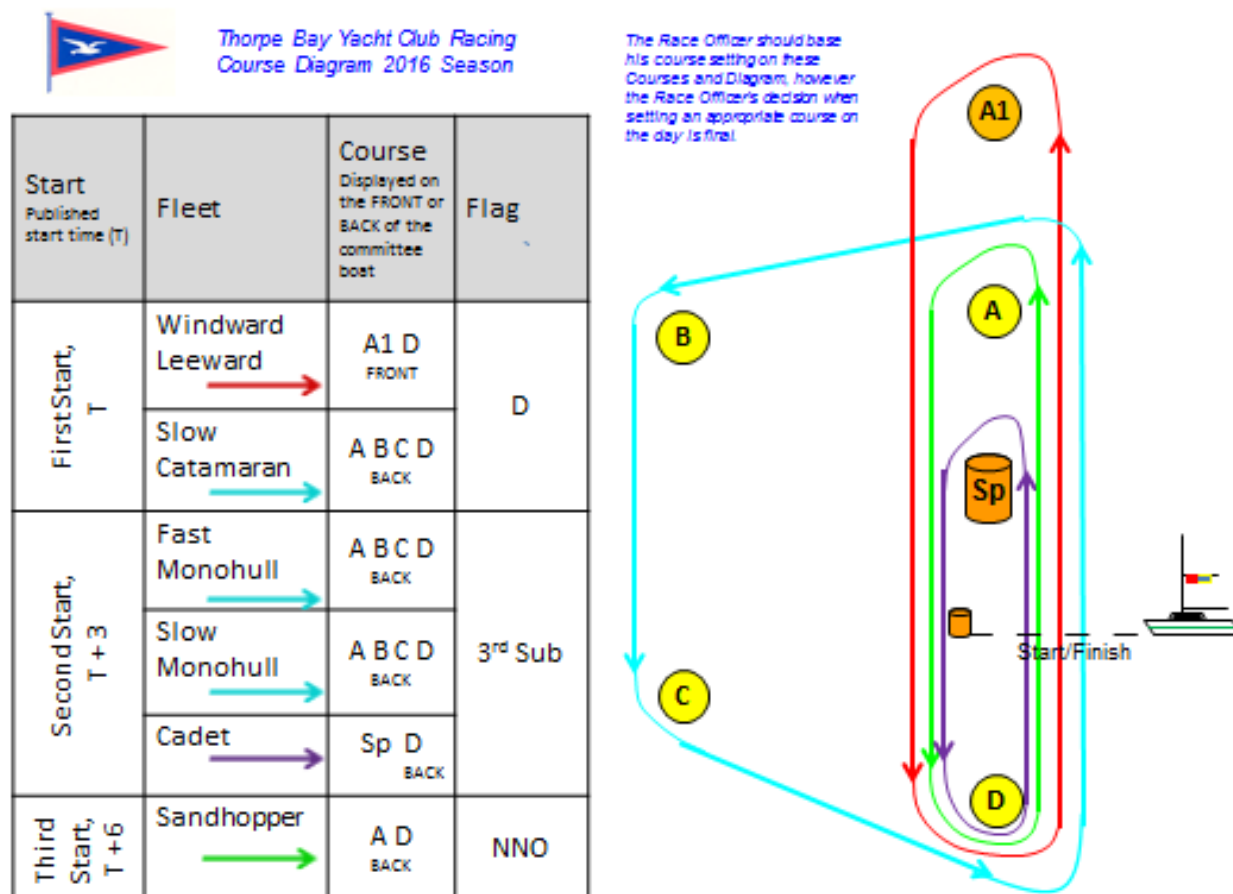 Thorpe Bay Yacht Club Racing
Course Diagram 2016 Season
The Race Officer should base
his course setting on these
Courses and Diagram, however
the Race Officer's decision when
setting an appropriate course on
the day is final.
Start
Published
start time (T)
Fleet
Course
Displayed on
the FRONT or
BACK of the
committee
boat
Flag
First Start,
T
Windward
Leeward
A1 D
FRONT
D
Slow
Catamaran
A B C D
BACK
Second Start,
T + 3
Fast
Monohull
A B C D
BACK
3rd Sub
Slow
Monohull
A B C D
BACK
Cadet
Sp D
BACK
Third
Start,
T +6
Sandhopper
A D
BACK
NNO
A1
A
B
Sp
Start/Finish
C
D